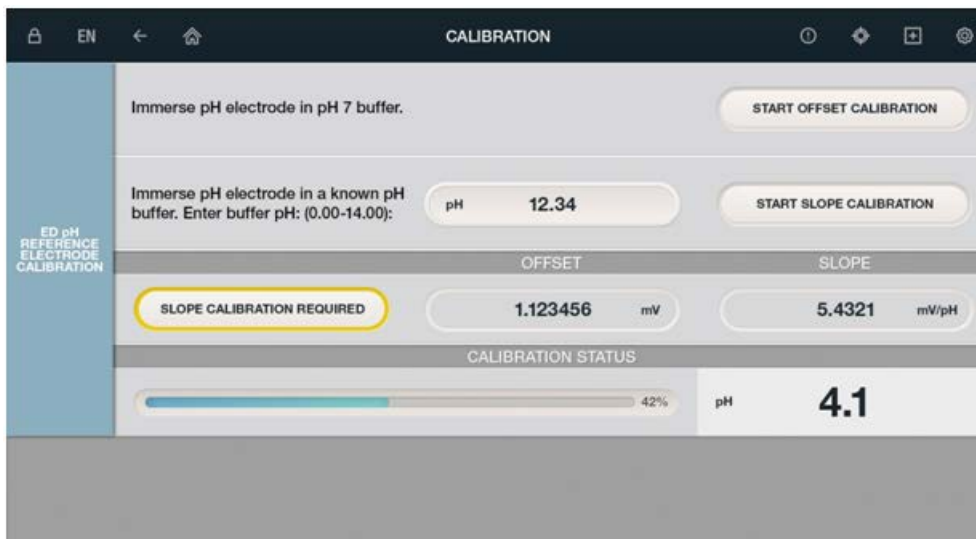 EN
CALIBRATION
Immerse pH electrode in pH 7 buffer.
START OFFSET CALIBRATION
Immerse pH electrode in a known pH
buffer. Enter buffer pH: (0.00-14.00):
pH 12.34
START SLOPE CALIBRATION
ED pH
REFERENCE
ELECTRODE
CALIBRATION
OFFSET SLOPE
SLOPE CALIBRATION REQUIRED
1.123456 mV
5.4321 mV/pH
CALIBRATION STATUS
42%
pH 4.1